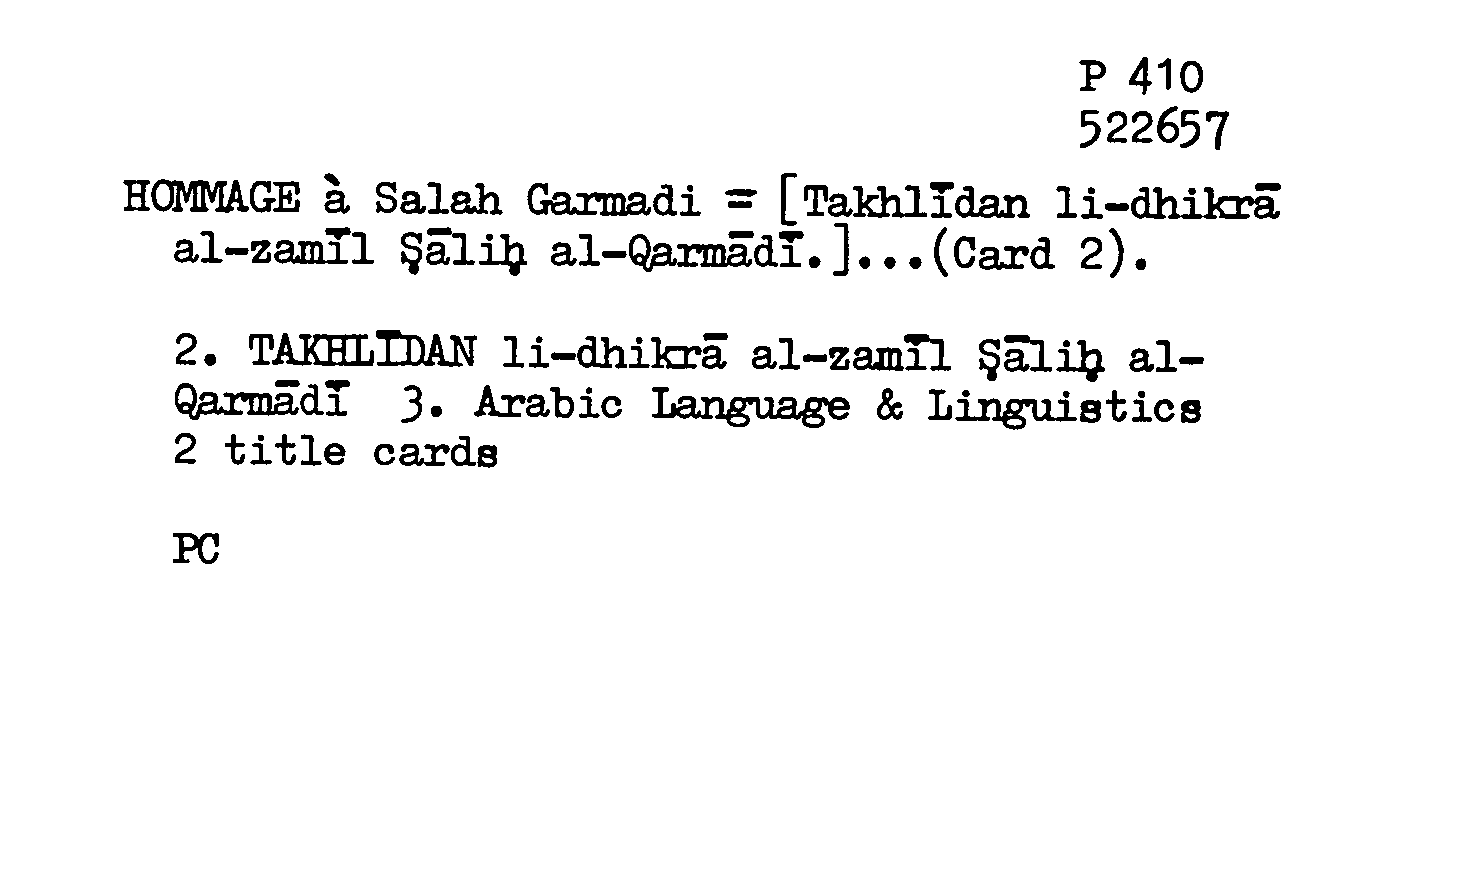 P 410
522657
HOMMAGE à Salah Garmadi = [Takhlīdan li-dhikrā
al-zamīl Ṣāliḥ al-Qarmādī.]...(Card 2).
2. TAKHLĪDAN li-dhikrā al-zamīl Ṣāliḥ al-
Qarmādī 3. Arabic Language & Linguistics
2 title cards
PC